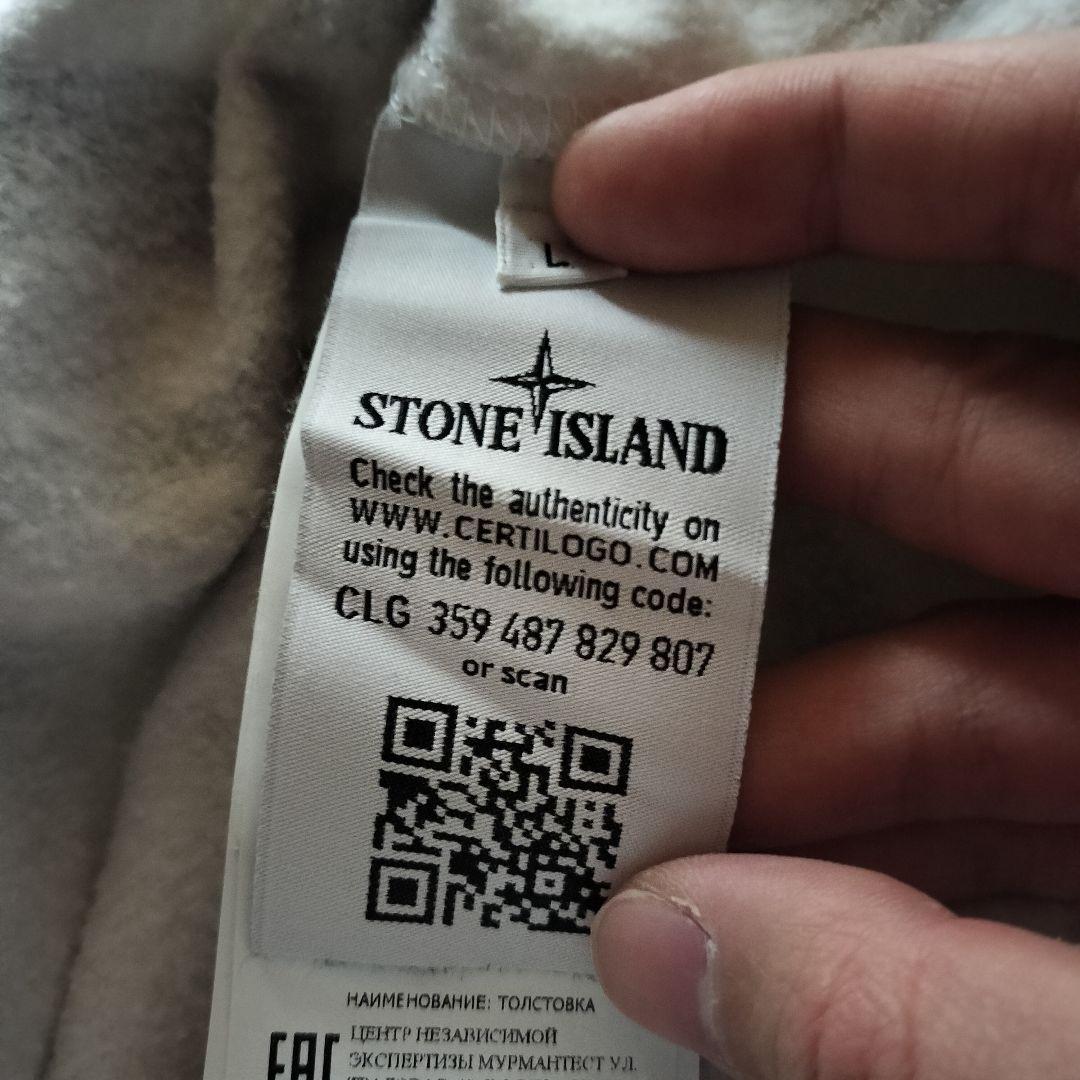 L
STONE ISLAND
Check the authenticity on
WWW.CERTILOGO.COM
using the following code:
CLG 359 487 829 807
or scan
НАИМЕНОВАНИЕ: ТОЛСТОВКА
ЕАС
ЦЕНТР НЕЗАВИСИМОЙ
ЭКСПЕРТИЗЫ МУРМАНТЕСТ УЛ.